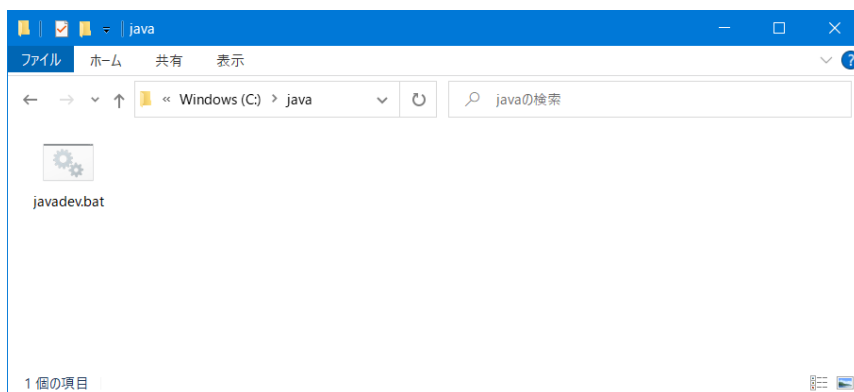 java
ファイル ホーム 共有 表示
« Windows (C:) > java
javaの検索
javadev.bat
1 個の項目